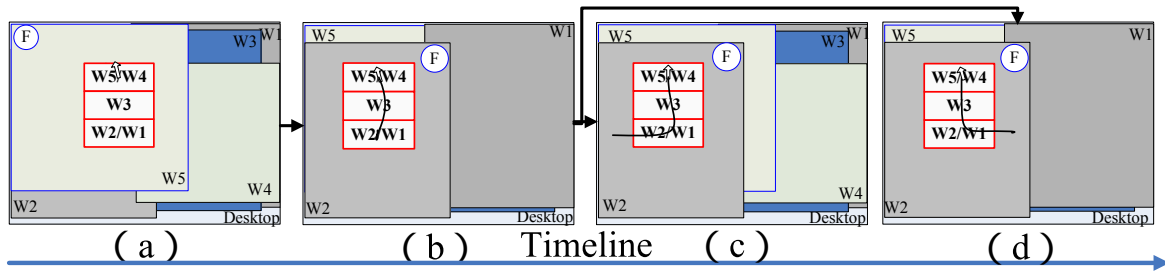 F
W3
W1
W5/W4
W3
W2/W1
W5
W4
W2
Desktop
W5
F
W1
W5/W4
W3
W2/W1
W2
Desktop
W5
F
W3
W1
W5/W4
W3
W2/W1
W4
W2
Desktop
W5
F
W1
W5/W4
W3
W2/W1
W2
Desktop
( a )
( b )
Timeline
( c )
( d )